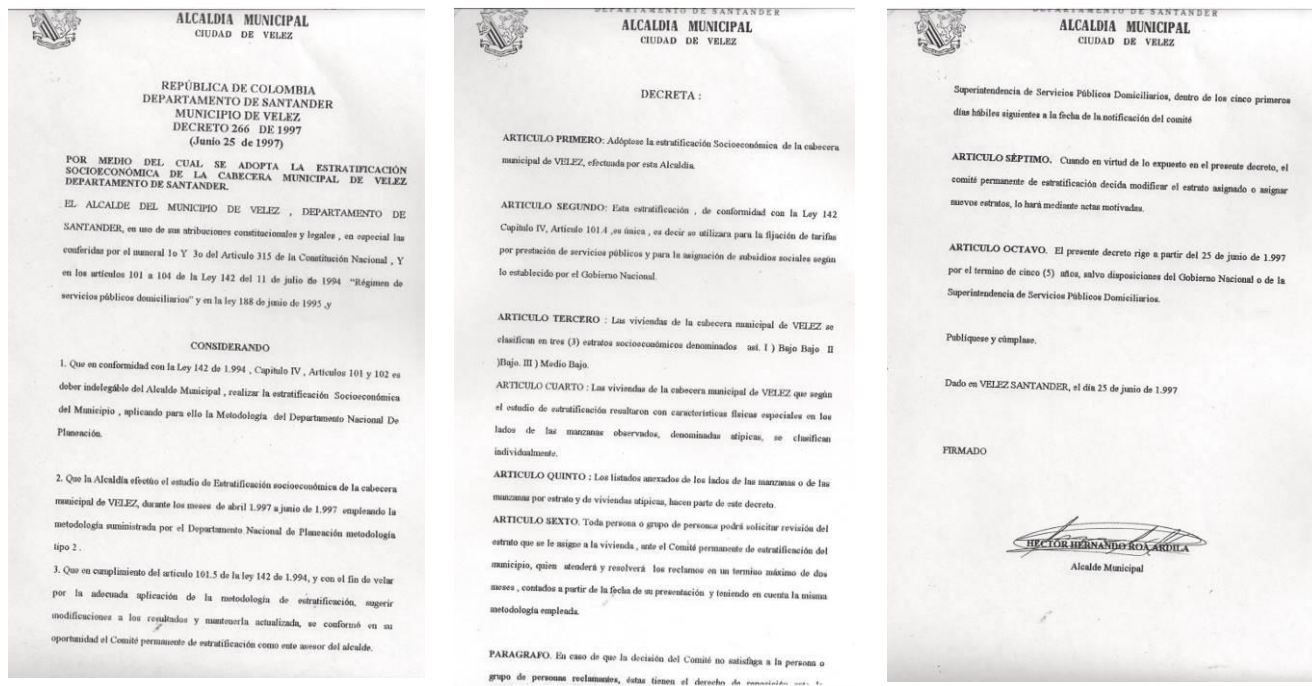 ALCALDIA MUNICIPAL
CIUDAD DE VELEZ
REPÚBLICA DE COLOMBIA
DEPARTAMENTO DE SANTANDER
MUNICIPIO DE VELEZ
DECRETO 266 DE 1997
(Junio 25 de 1997)
POR MEDIO DEL CUAL SE ADOPTA LA ESTRATIFICACIÓN
SOCIOECONÓMICA DE LA CABECERA MUNICIPAL DE VELEZ
DEPARTAMENTO DE SANTANDER.
EL ALCALDE DEL MUNICIPIO DE VELEZ , DEPARTAMENTO DE
SANTANDER, en uso de sus atribuciones constitucionales y legales , en especial las
conferidas por el numeral 1o Y 3o del Articulo 315 de la Constitución Nacional , Y
en los artículos 101 a 104 de la Ley 142 del 11 de julio de 1994 "Régimen de
servicios públicos domiciliarios" y en la ley 188 de junio de 1995 ,y
CONSIDERANDO
1. Que en conformidad con la Ley 142 de 1.994 , Capitulo IV , Artículos 101 y 102 es
deber indelegable del Alcalde Municipal , realizar la estratificación Socioeconómica
del Municipio , aplicando para ello la Metodología del Departamento Nacional De
Planeación.
2. Que la Alcaldía efectúo el estudio de Estratificación socioeconómica de la cabecera
municipal de VELEZ, durante los meses de abril 1.997 a junio de 1.997 empleando la
metodología suministrada por el Departamento Nacional de Planeación metodología
tipo 2 .
3. Que en cumplimiento del articulo 101.5 de la ley 142 de 1.994, y con el fin de velar
por la adecuada aplicación de la metodología de estratificación, sugerir
modificaciones a los resultados y mantenerla actualizada, se conformó en su
oportunidad el Comité permanente de estratificación como ente asesor del alcalde.
DEPARTAMENTO DE SANTANDER
ALCALDIA MUNICIPAL
CIUDAD DE VELEZ
DECRETA :
ARTICULO PRIMERO: Adóptese la estratificación Socioeconómica de la cabecera
municipal de VELEZ, efectuada por esta Alcaldía.
ARTICULO SEGUNDO: Esta estratificación , de conformidad con la Ley 142
Capitulo IV, Articulo 101.4 ,es única , es decir se utilizara para la fijación de tarifas
por prestación de servicios públicos y para la asignación de subsidios sociales según
lo establecido por el Gobierno Nacional.
ARTICULO TERCERO : Las viviendas de la cabecera municipal de VELEZ se
clasifican en tres (3) estratos socioeconómicos denominados así. I ) Bajo Bajo II
)Bajo. III ) Medio Bajo.
ARTICULO CUARTO : Las viviendas de la cabecera municipal de VELEZ que según
el estudio de estratificación resultaron con características físicas especiales en los
lados de las manzanas observados, denominadas atípicas, se clasifican
individualmente.
ARTICULO QUINTO : Los listados anexados de los lados de las manzanas o de las
manzanas por estrato y de viviendas atípicas, hacen parte de este decreto.
ARTICULO SEXTO. Toda persona o grupo de persona podrá solicitar revisión del
estrato que se le asigne a la vivienda , ante el Comité permanente de estratificación del
municipio, quien atenderá y resolverá los reclamos en un termino máximo de dos
meses , contados a partir de la fecha de su presentación y teniendo en cuenta la misma
metodología empleada.
PARAGRAFO. En caso de que la decisión del Comité no satisfaga a la persona o
grupo de personas reclamantes, éstas tienen el derecho de reposición ante la
DEPARTAMENTO DE SANTANDER
ALCALDIA MUNICIPAL
CIUDAD DE VELEZ
Superintendencia de Servicios Públicos Domiciliarios, dentro de los cinco primeros
días hábiles siguientes a la fecha de la notificación del comité
ARTICULO SÉPTIMO. Cuando en virtud de lo expuesto en el presente decreto, el
comité permanente de estratificación decida modificar el estrato asignado o asignar
nuevos estratos, lo hará mediante actas motivadas.
ARTICULO OCTAVO. El presente decreto rige a partir del 25 de junio de 1.997
por el termino de cinco (5) años, salvo disposiciones del Gobierno Nacional o de la
Superintendencia de Servicios Públicos Domiciliarios.
Publíquese y cúmplase.
Dado en VELEZ SANTANDER, el día 25 de junio de 1.997
FIRMADO
HECTOR HERNANDO ROA ARDILA
Alcalde Municipal